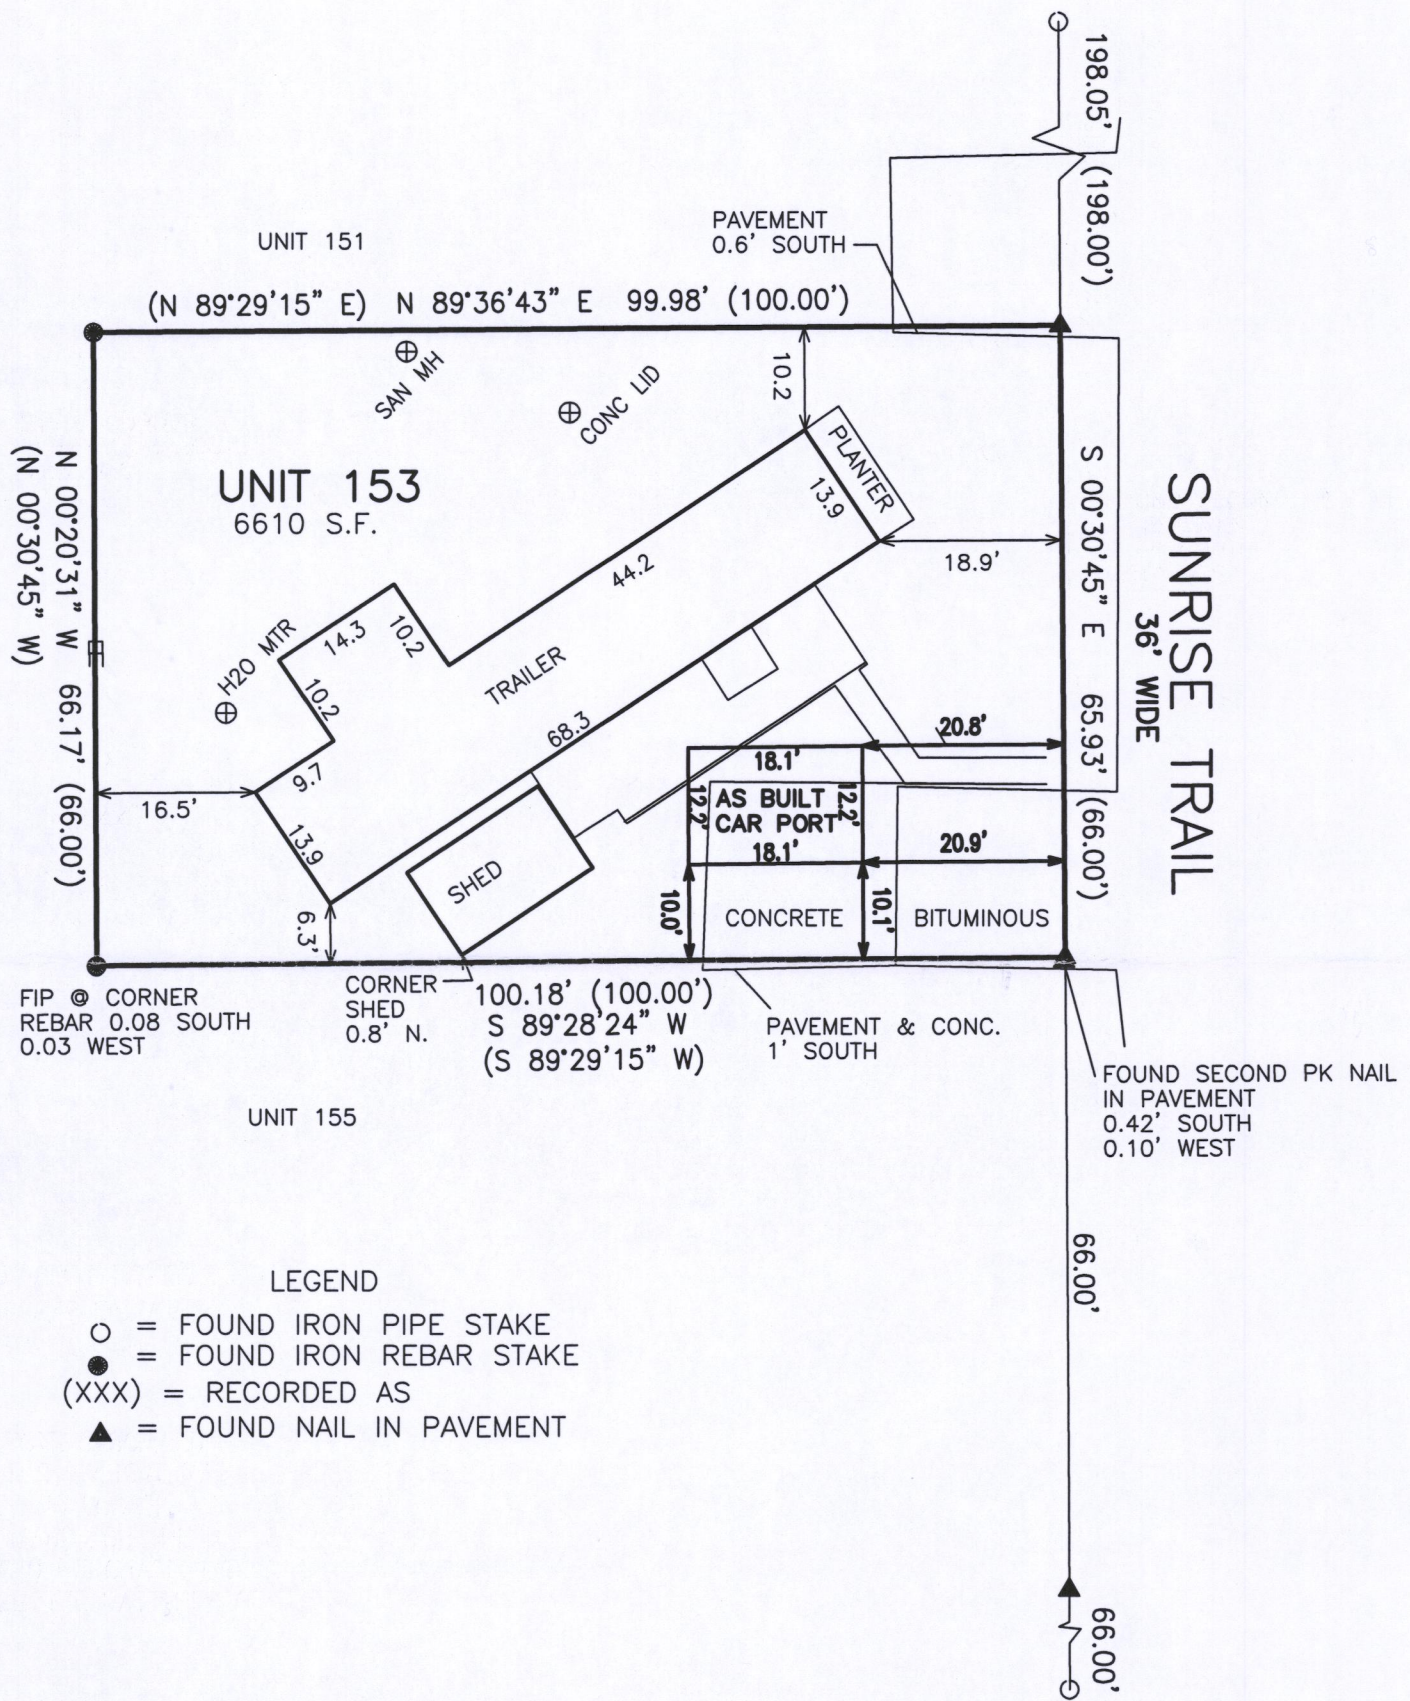 198.05' (198.00')
PAVEMENT
0.6' SOUTH
UNIT 151
(N 89°29'15" E) N 89°36'43" E 99.98' (100.00')
SAN MH
CONC LID
10.2
PLANTER
13.9
UNIT 153
6610 S.F.
18.9'
S 00°30'45" E 65.93' (66.00')
SUNRISE TRAIL
36' WIDE
N 00°20'31" W 66.17' (66.00')
(N 00°30'45" W)
44.2
14.3
10.2
H2O MTR
10.2
TRAILER
68.3
9.7
16.5'
13.9
6.3'
SHED
20.8'
18.1'
12.2'
AS BUILT
CAR PORT
12.2'
18.1'
20.9'
10.0'
CONCRETE
10.1'
BITUMINOUS
FIP @ CORNER
REBAR 0.08 SOUTH
0.03 WEST
CORNER
SHED
0.8' N.
100.18' (100.00')
S 89°28'24" W
(S 89°29'15" W)
PAVEMENT & CONC.
1' SOUTH
FOUND SECOND PK NAIL
IN PAVEMENT
0.42' SOUTH
0.10' WEST
UNIT 155
66.00'
LEGEND
= FOUND IRON PIPE STAKE
= FOUND IRON REBAR STAKE
(XXX) = RECORDED AS
= FOUND NAIL IN PAVEMENT
66.00'